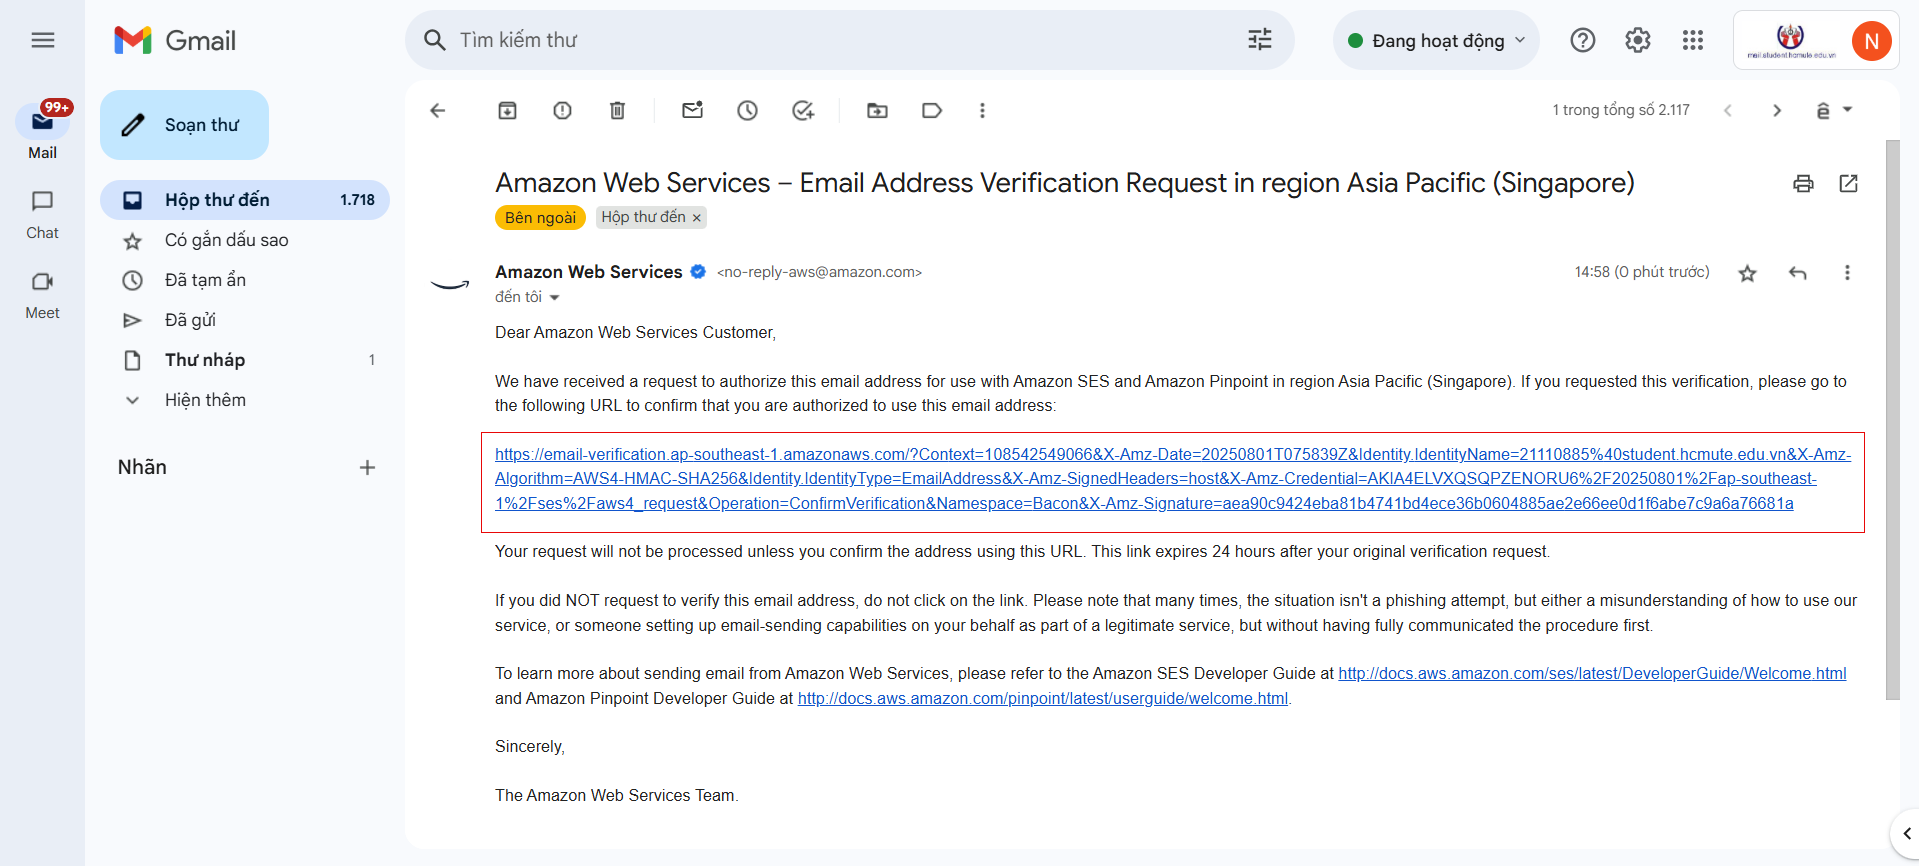 Gmail
Tìm kiếm thư
Đang hoạt động
mail.student.hcmute.edu.vn
N
99+
Mail
Chat
Meet
Soạn thư
Hộp thư đến 1.718
Có gắn dấu sao
Đã tạm ẩn
Đã gửi
Thư nháp 1
Hiện thêm
Nhãn
1 trong tổng số 2.117
ê
Amazon Web Services – Email Address Verification Request in region Asia Pacific (Singapore)
Bên ngoài Hộp thư đến ×
Amazon Web Services <no-reply-aws@amazon.com> 14:58 (0 phút trước)
đến tôi
Dear Amazon Web Services Customer,
We have received a request to authorize this email address for use with Amazon SES and Amazon Pinpoint in region Asia Pacific (Singapore). If you requested this verification, please go to
the following URL to confirm that you are authorized to use this email address:
https://email-verification.ap-southeast-1.amazonaws.com/?Context=108542549066&X-Amz-Date=20250801T075839Z&Identity.IdentityName=21110885%40student.hcmute.edu.vn&X-Amz-
Algorithm=AWS4-HMAC-SHA256&Identity.IdentityType=EmailAddress&X-Amz-SignedHeaders=host&X-Amz-Credential=AKIA4ELVXQSQPZENORU6%2F20250801%2Fap-southeast-
1%2Fses%2Faws4_request&Operation=ConfirmVerification&Namespace=Bacon&X-Amz-Signature=aea90c9424eba81b4741bd4ece36b0604885ae2e66ee0d1f6abe7c9a6a76681a
Your request will not be processed unless you confirm the address using this URL. This link expires 24 hours after your original verification request.
If you did NOT request to verify this email address, do not click on the link. Please note that many times, the situation isn't a phishing attempt, but either a misunderstanding of how to use our
service, or someone setting up email-sending capabilities on your behalf as part of a legitimate service, but without having fully communicated the procedure first.
To learn more about sending email from Amazon Web Services, please refer to the Amazon SES Developer Guide at http://docs.aws.amazon.com/ses/latest/DeveloperGuide/Welcome.html
and Amazon Pinpoint Developer Guide at http://docs.aws.amazon.com/pinpoint/latest/userguide/welcome.html.
Sincerely,
The Amazon Web Services Team.